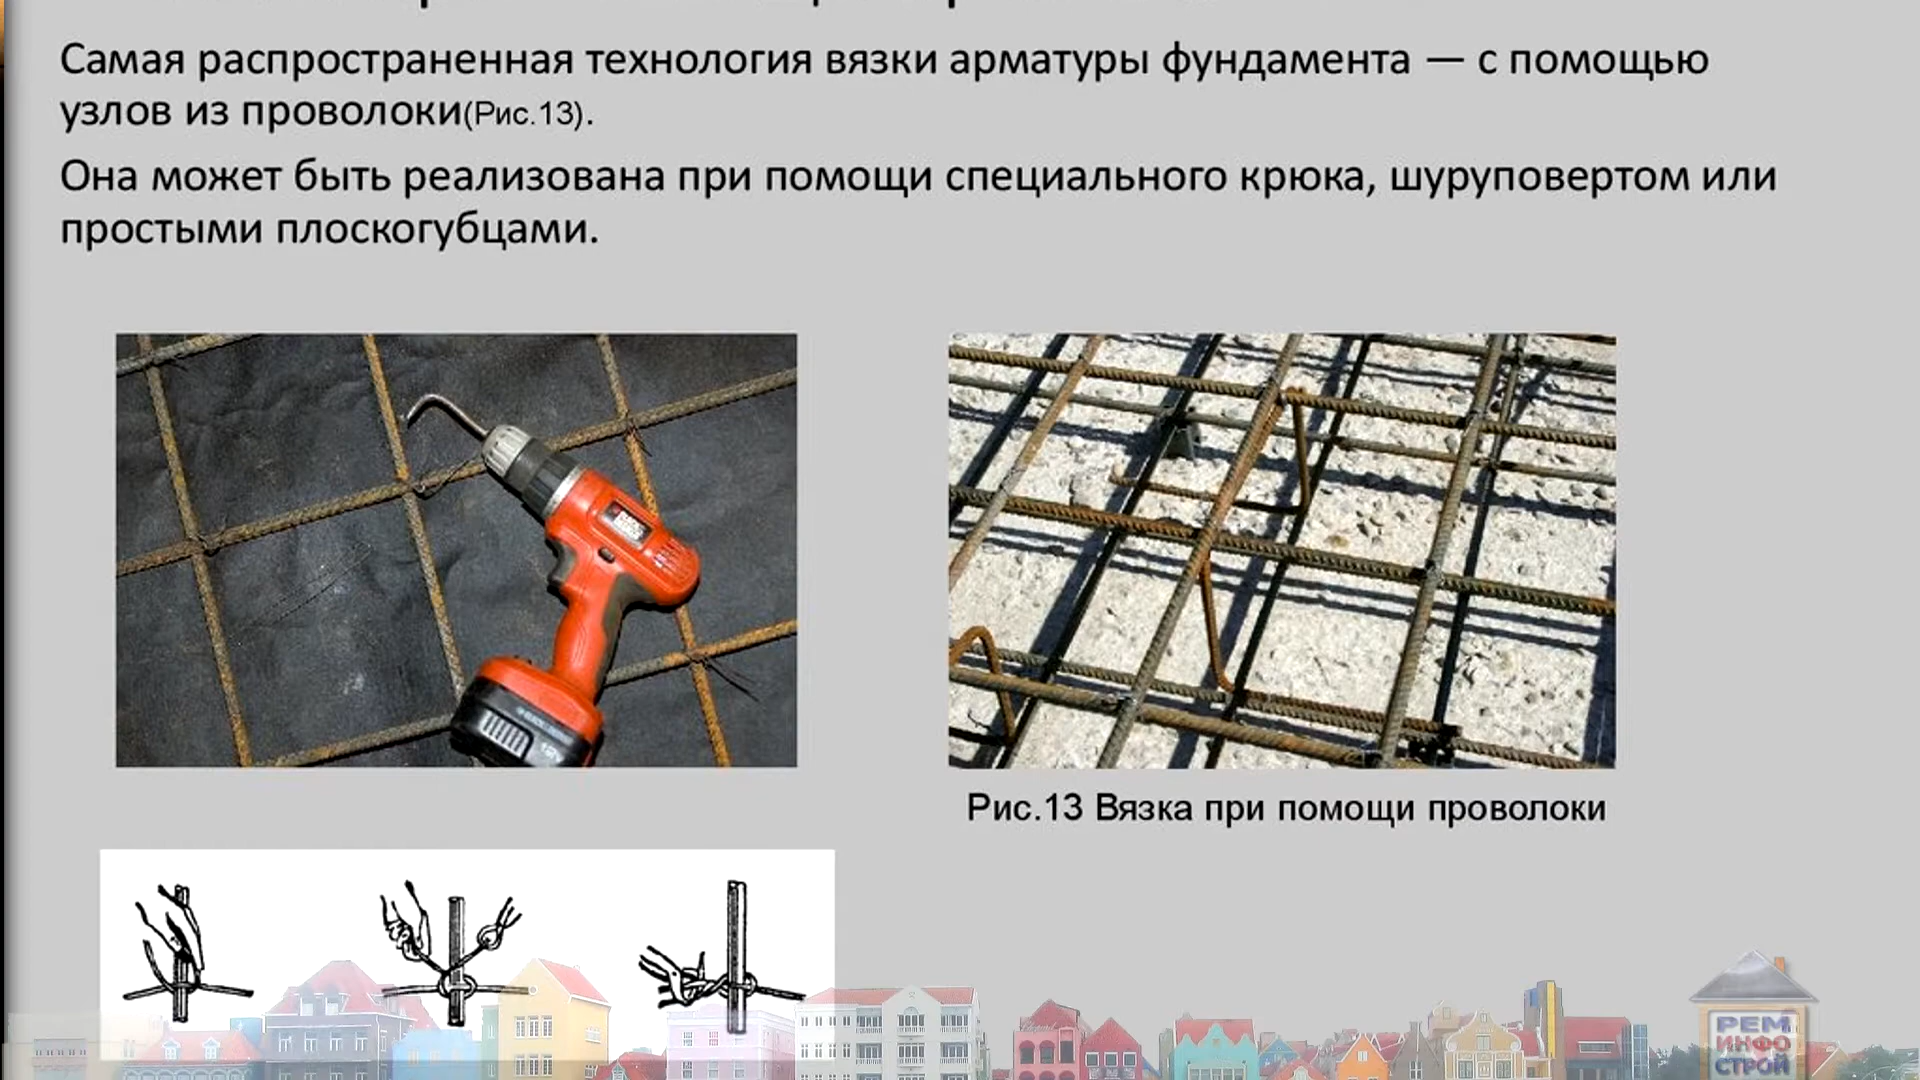 Самая распространенная технология вязки арматуры фундамента — с помощью
узлов из проволоки(Рис.13).
Она может быть реализована при помощи специального крюка, шуруповертом или
простыми плоскогубцами.
Рис.13 Вязка при помощи проволоки
РЕМ
ИНФО
СТРОЙ